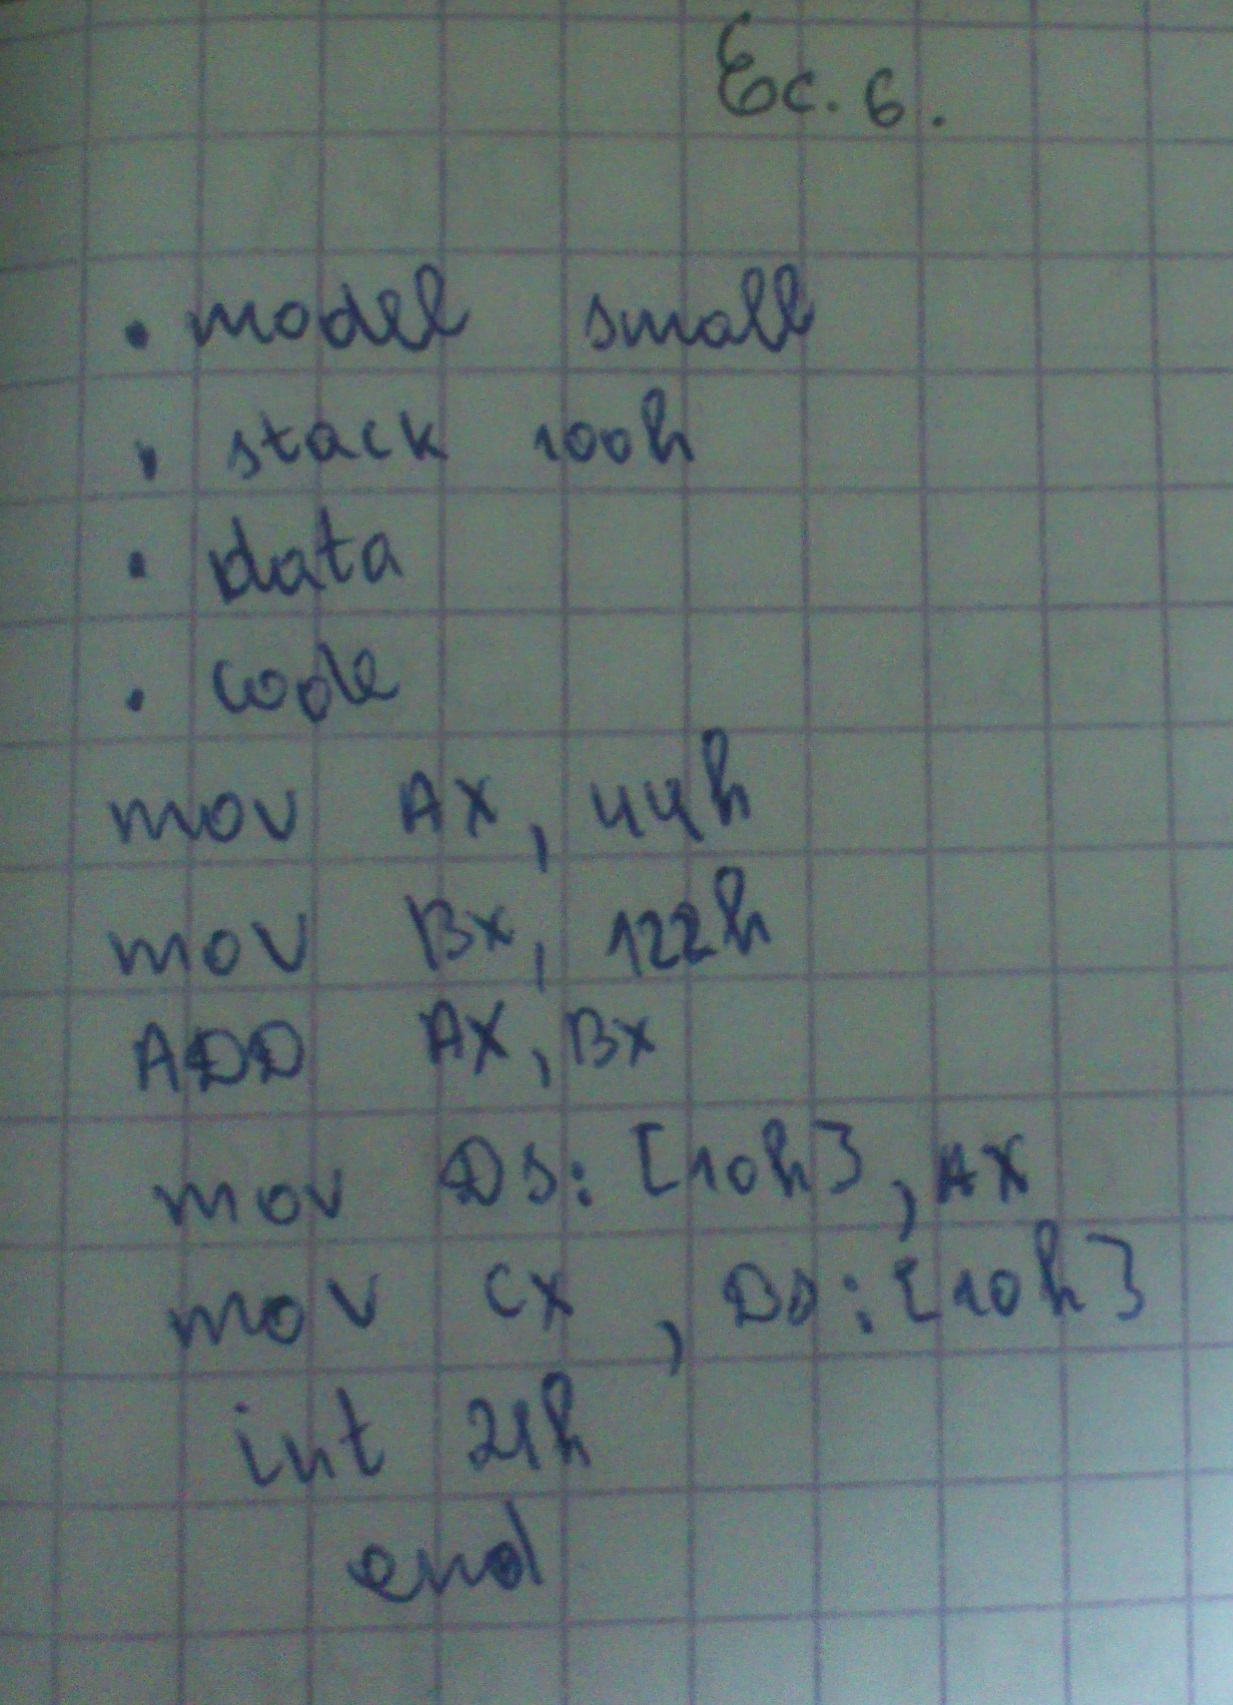 Ec. 6.
. model small
. stack 100h
. data
. code
mov AX, 44h
mov Bx, 122h
ADD AX, Bx
mov DS: [10h], AX
mov CX, DS: [10h]
int 21h
end